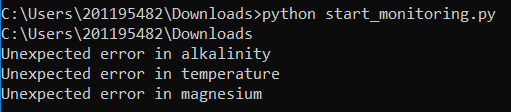 C:\Users\201195482\Downloads>python start_monitoring.py
C:\Users\201195482\Downloads
Unexpected error in alkalinity
Unexpected error in temperature
Unexpected error in magnesium